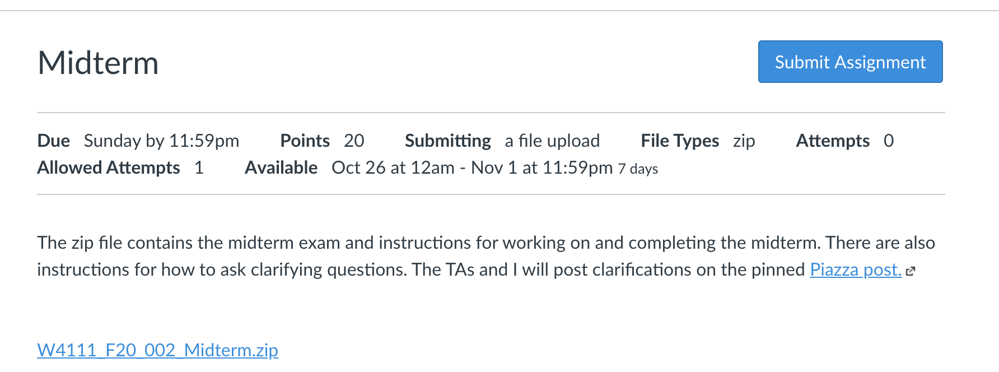 Midterm
Submit Assignment
Due Sunday by 11:59pm Points 20 Submitting a file upload File Types zip Attempts 0
Allowed Attempts 1 Available Oct 26 at 12am - Nov 1 at 11:59pm 7 days
The zip file contains the midterm exam and instructions for working on and completing the midterm. There are also
instructions for how to ask clarifying questions. The TAs and I will post clarifications on the pinned Piazza post.
W4111_F20_002_Midterm.zip